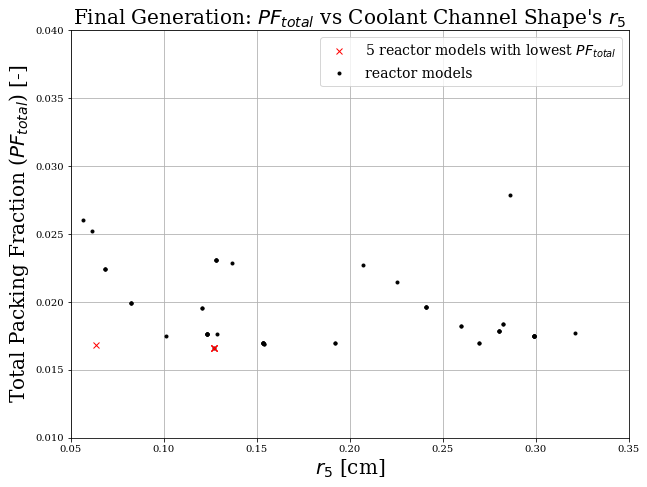 Final Generation: PF_total vs Coolant Channel Shape's r_5
5 reactor models with lowest PF_total
reactor models
Total Packing Fraction (PF_total) [-]
0.040
0.035
0.030
0.025
0.020
0.015
0.010
0.05 0.10 0.15 0.20 0.25 0.30 0.35
r_5 [cm]